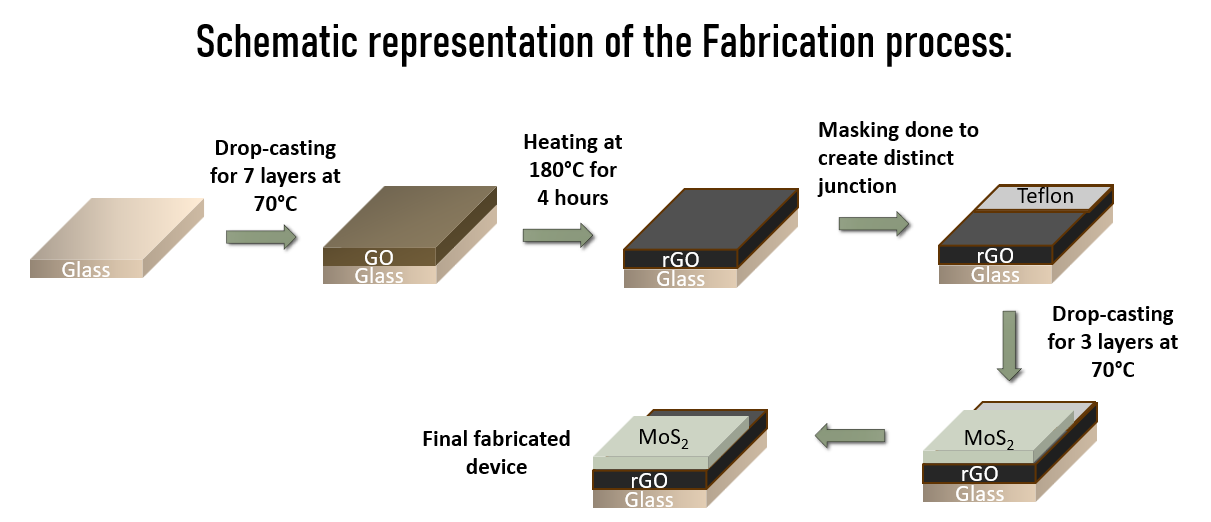 Schematic representation of the Fabrication process:
Drop-casting
for 7 layers at
70°C
Heating at
180°C for
4 hours
Masking done to
create distinct
junction
Glass
GO
Glass
rGO
Glass
Teflon
rGO
Glass
Drop-casting
for 3 layers at
70°C
MoS₂
rGO
Glass
Final fabricated
device
MoS₂
rGO
Glass